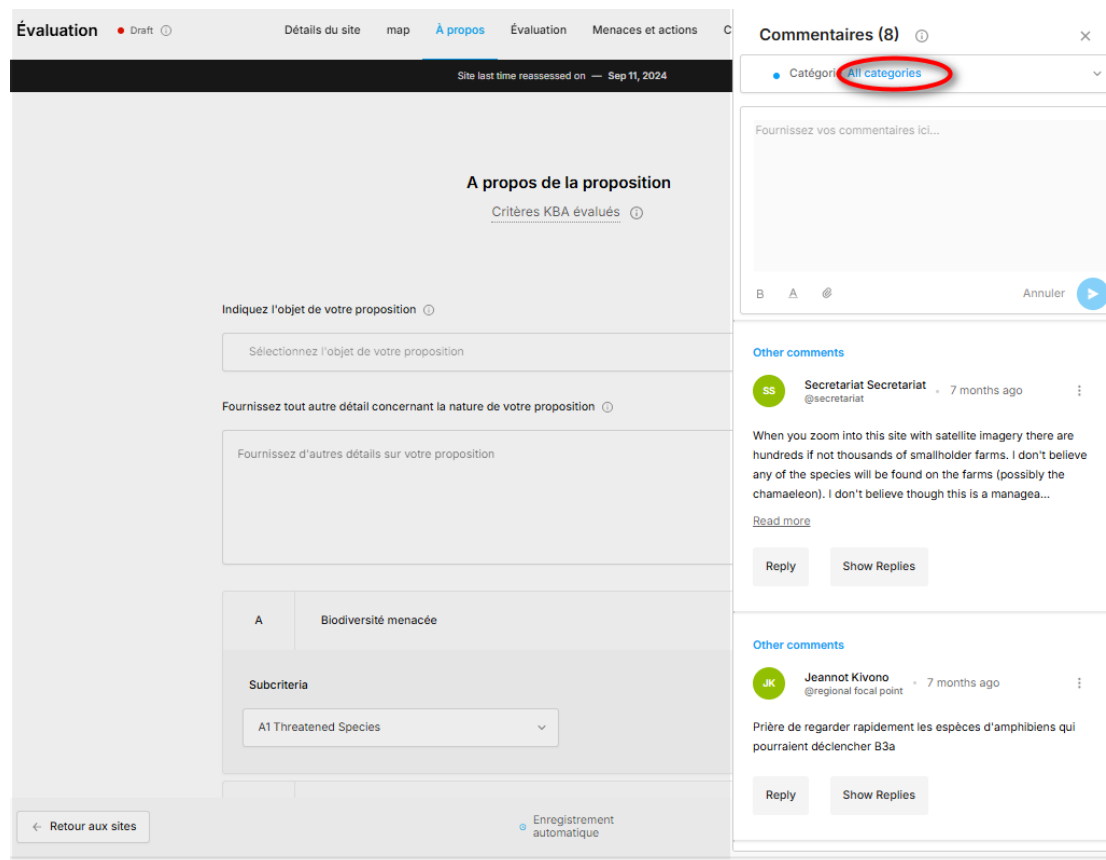 Évaluation
Draft
Détails du site
map
À propos
Évaluation
Menaces et actions
C
Site last time reassessed on — Sep 11, 2024
A propos de la proposition
Critères KBA évalués
Indiquez l'objet de votre proposition
Sélectionnez l'objet de votre proposition
Fournissez tout autre détail concernant la nature de votre proposition
Fournissez d'autres détails sur votre proposition
A
Biodiversité menacée
Subcriteria
A1 Threatened Species
← Retour aux sites
Enregistrement
automatique
Commentaires (8)
Catégori All categories
Fournissez vos commentaires ici...
B
A
Annuler
Other comments
SS
Secretariat Secretariat
7 months ago
@secretariat
When you zoom into this site with satellite imagery there are
hundreds if not thousands of smallholder farms. I don't believe
any of the species will be found on the farms (possibly the
chamaeleon). I don't believe though this is a managea...
Read more
Reply
Show Replies
Other comments
JK
Jeannot Kivono
7 months ago
@regional focal point
Prière de regarder rapidement les espèces d'amphibiens qui
pourraient déclencher B3a
Reply
Show Replies